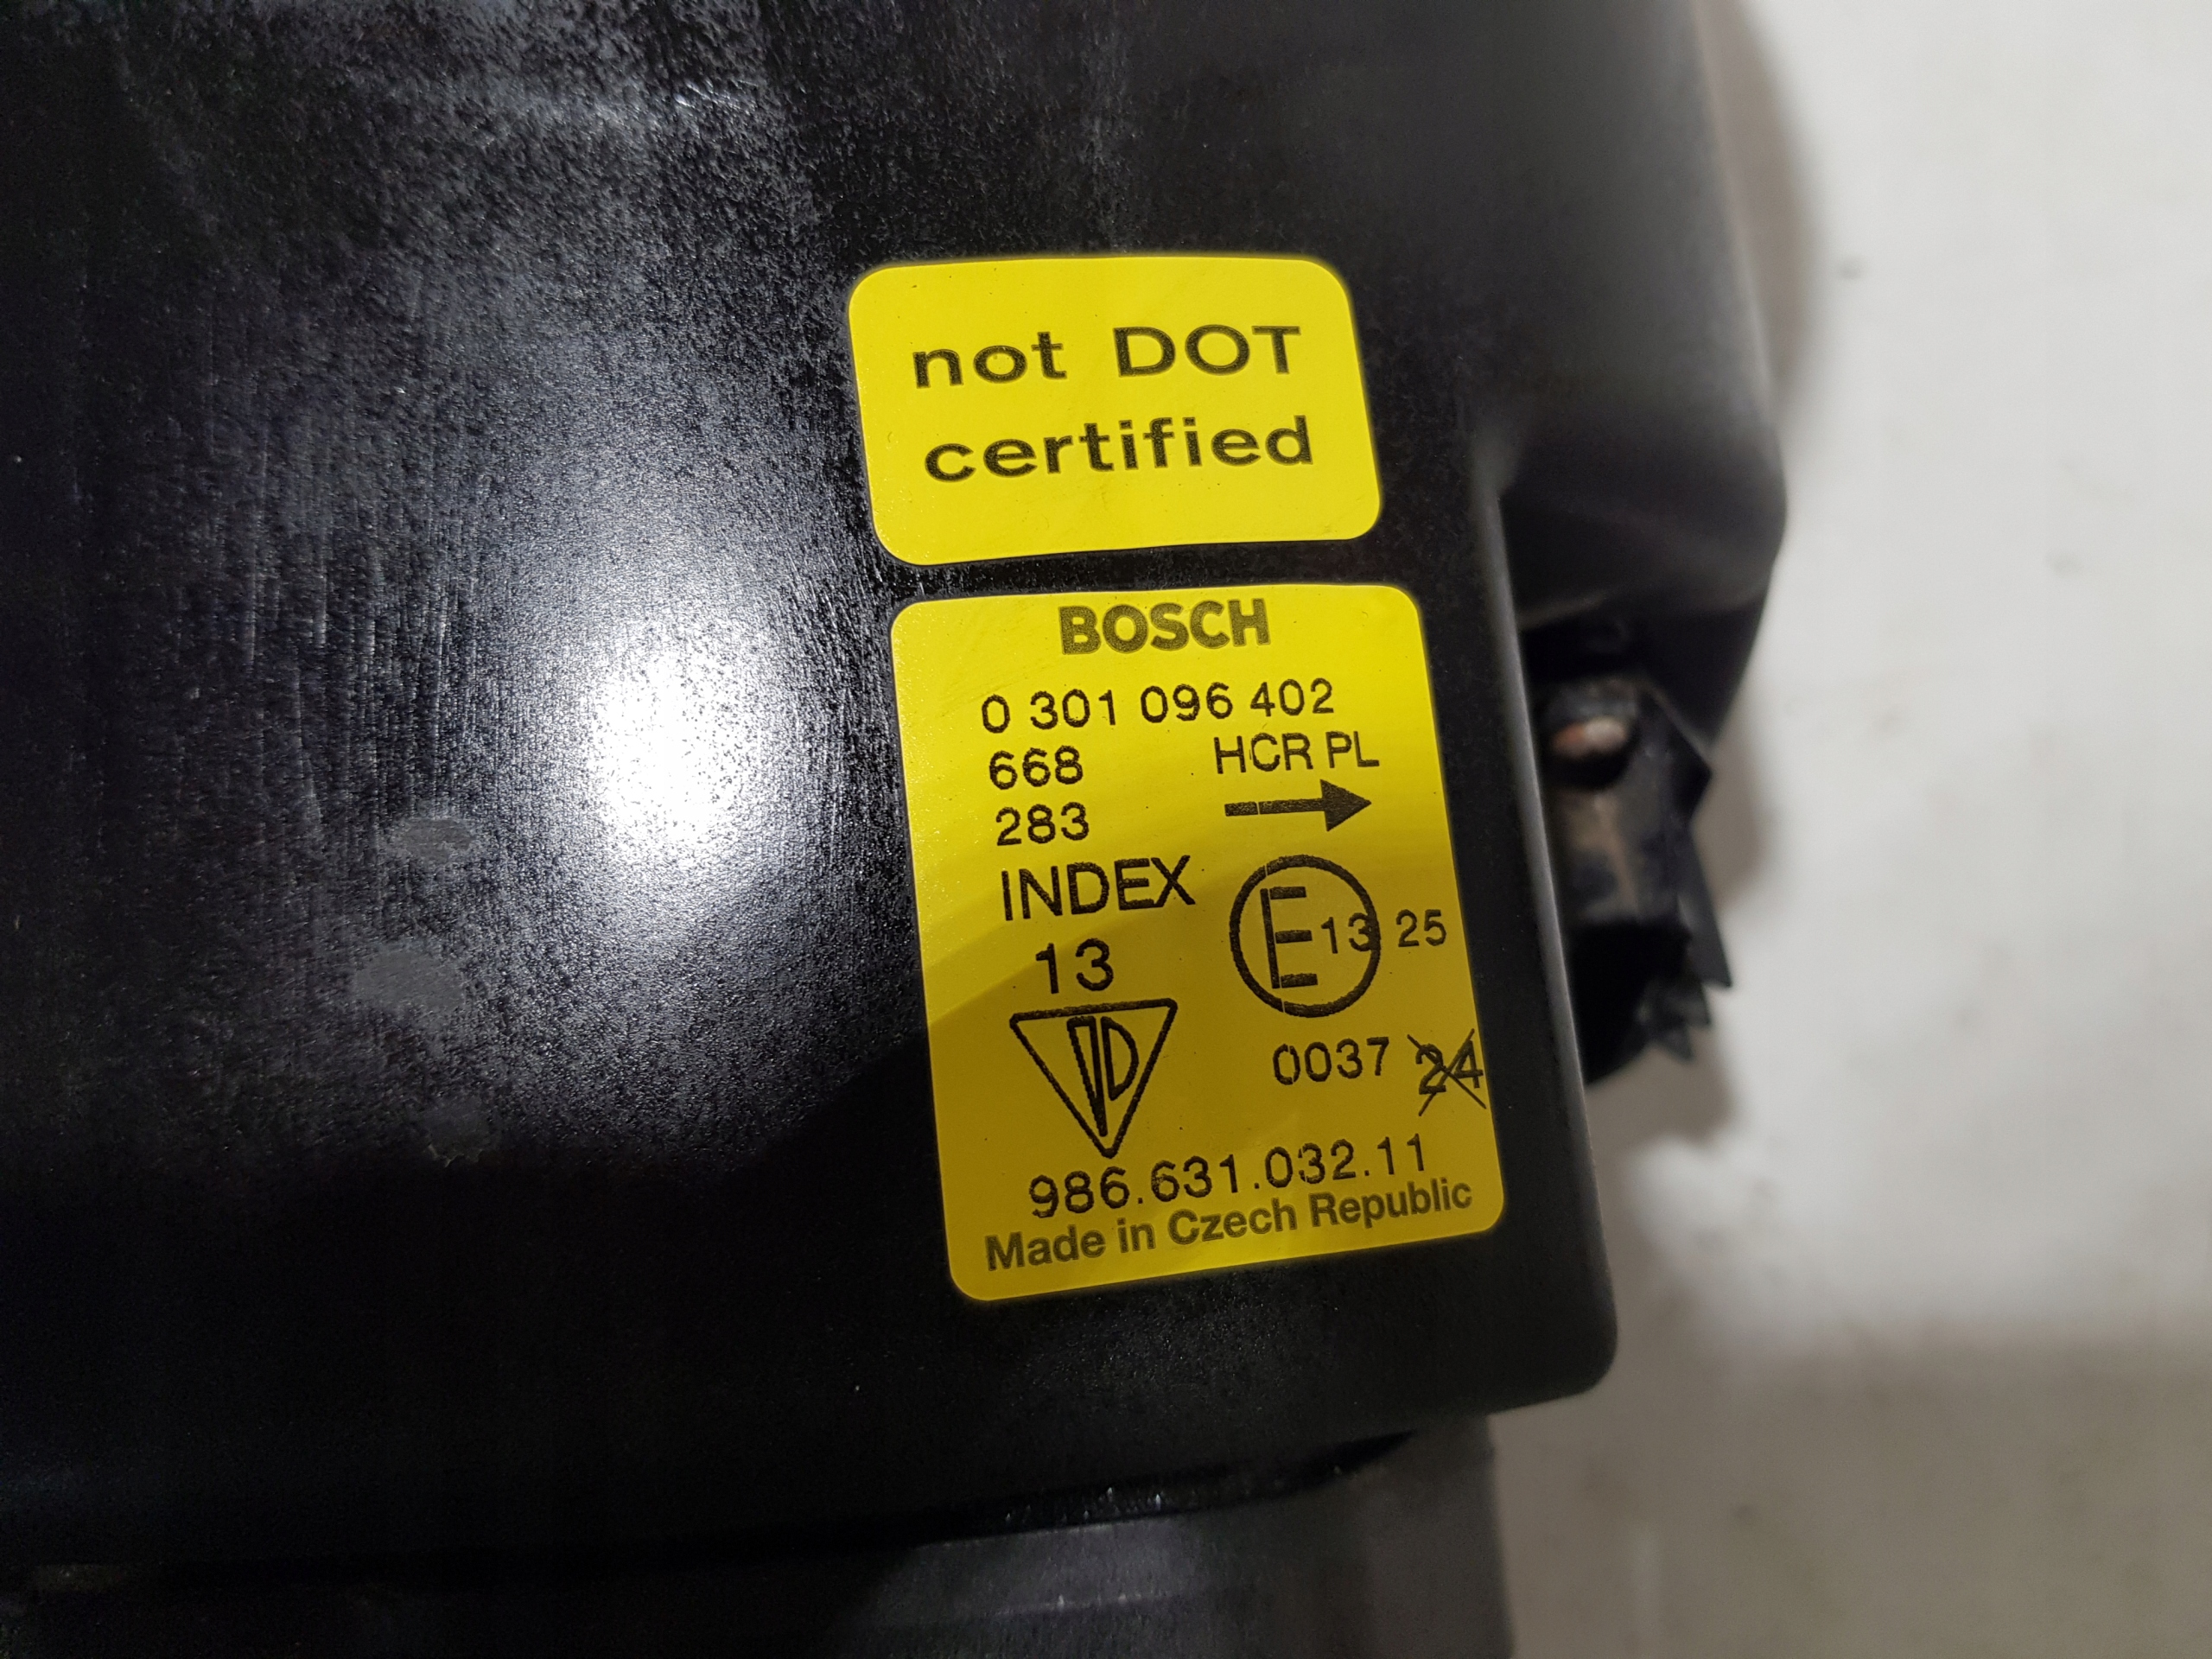 not DOT
certified
BOSCH
0 301 096 402
668 HCR PL
283
INDEX
13
E 13 25
0037 24
986.631.032.11
Made in Czech Republic